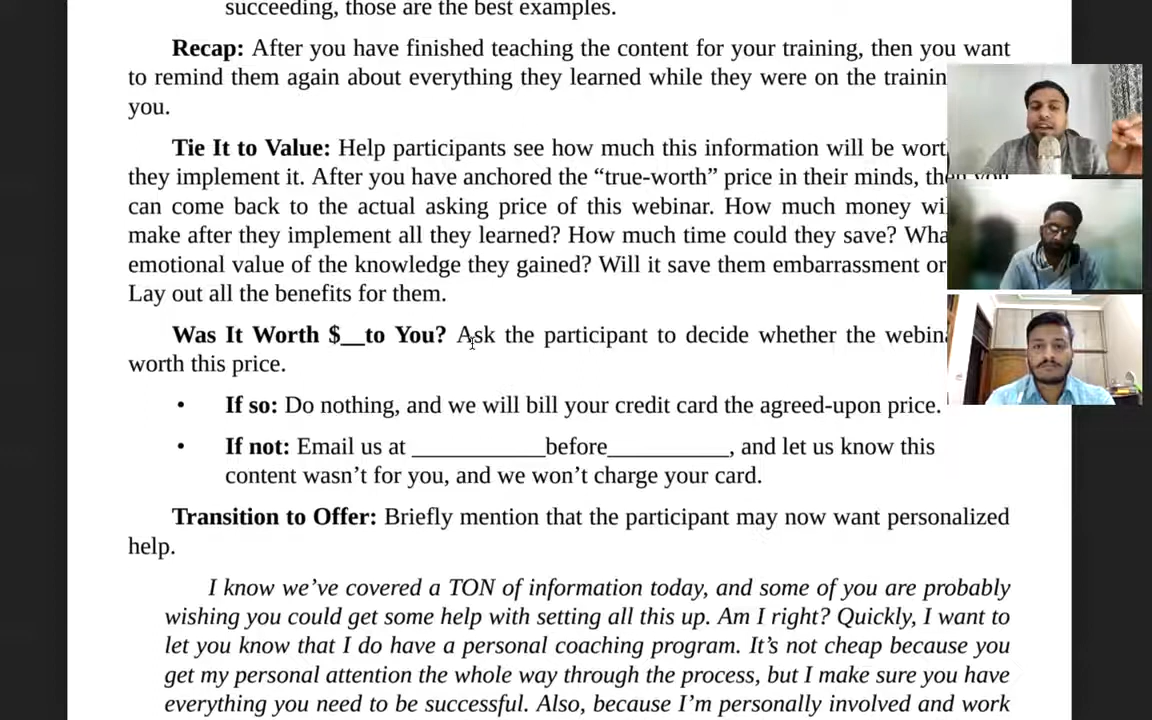 succeeding, those are the best examples.
Recap: After you have finished teaching the content for your training, then you want
to remind them again about everything they learned while they were on the
you.
Tie It to Value: Help participants see how much this information will be
they implement it. After you have anchored the “true-worth” price in their minds,
can come back to the actual asking price of this webinar. How much money
make after they implement all they learned? How much time could they save?
emotional value of the knowledge they gained? Will it save them embarrassment or
Lay out all the benefits for them.
Was It Worth $__to You? Ask the participant to decide whether the
worth this price.
• If so: Do nothing, and we will bill your credit card the agreed-upon price.
• If not: Email us at ___________before__________, and let us know this
content wasn’t for you, and we won’t charge your card.
Transition to Offer: Briefly mention that the participant may now want personalized
help.
I know we’ve covered a TON of information today, and some of you are probably
wishing you could get some help with setting all this up. Am I right? Quickly, I want to
let you know that I do have a personal coaching program. It’s not cheap because you
get my personal attention the whole way through the process, but I make sure you have
everything you need to be successful. Also, because I’m personally involved and work